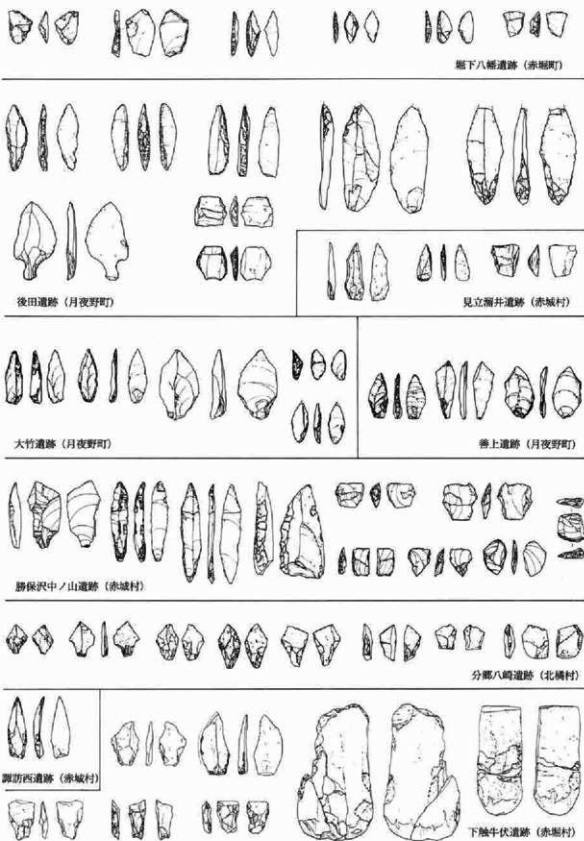 堀下八幡遺跡（赤堀町）
後田遺跡（月夜野町）
見立溜井遺跡（赤城村）
大竹遺跡（月夜野町）
善上遺跡（月夜野町）
勝保沢中ノ山遺跡（赤城村）
分郷八崎遺跡（北橘村）
諏訪西遺跡（赤城村）
下触牛伏遺跡（赤堀村）